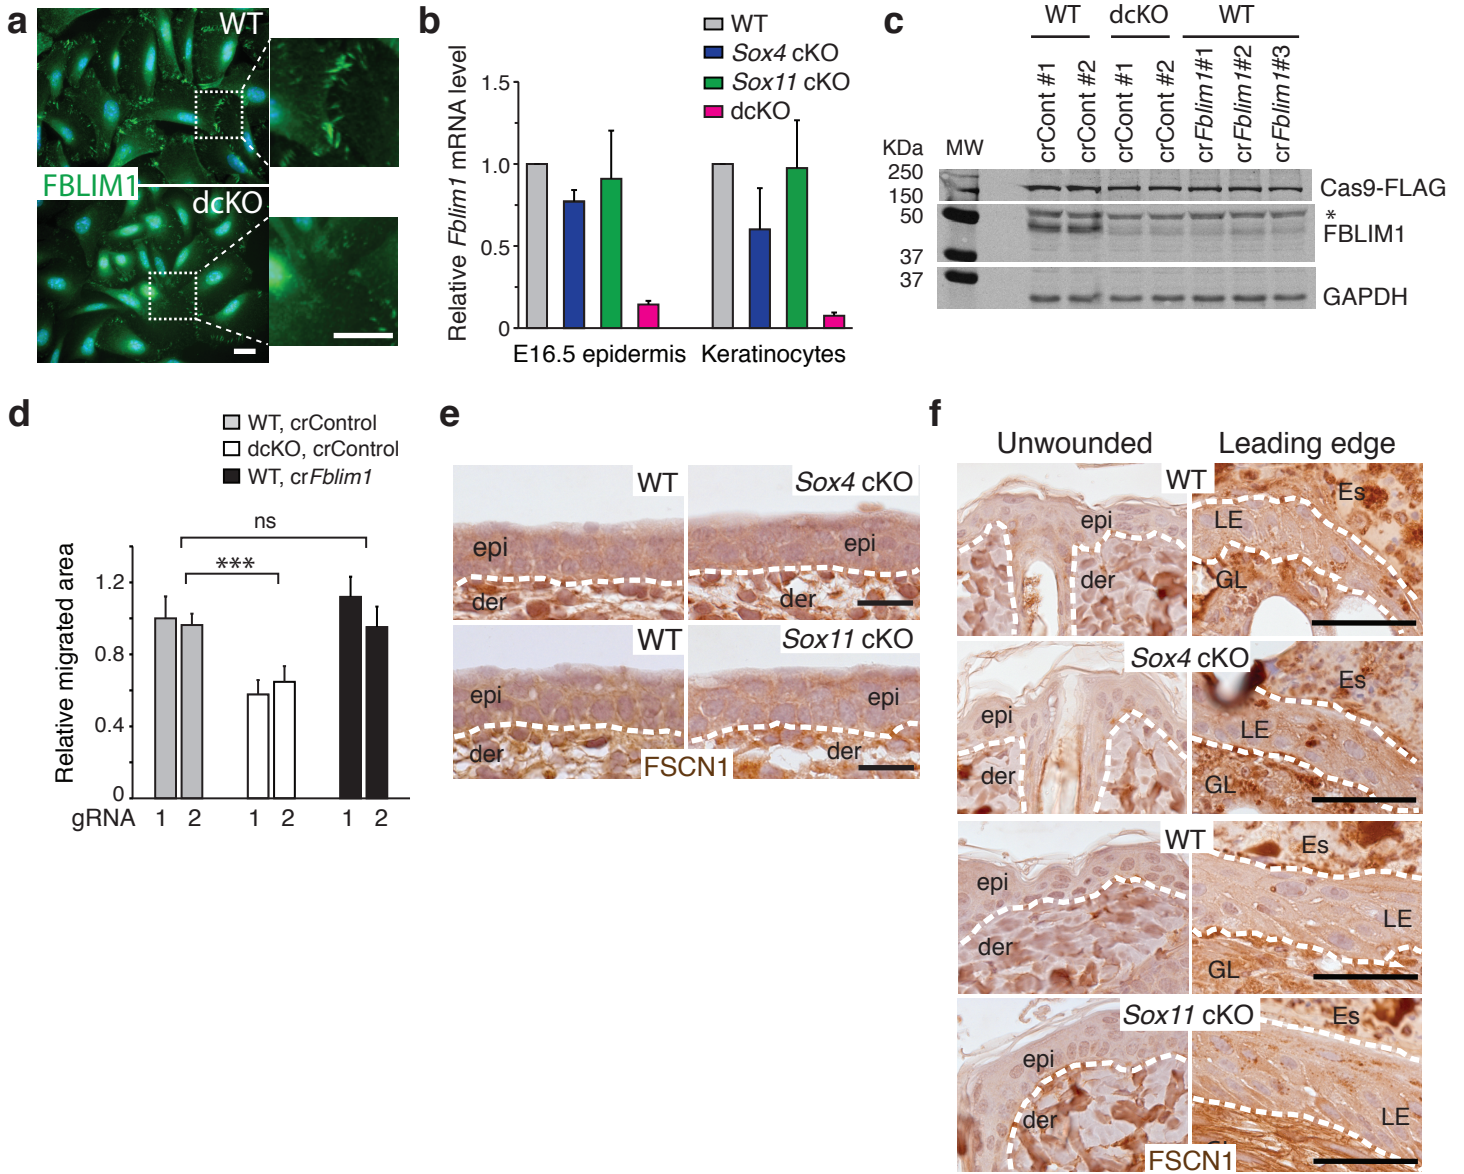 a
WT
FBLIM1
dcKO
b
WT
Sox4 cKO
Sox11 cKO
dcKO
Relative Fblim1 mRNA level
1.5
1.0
0.5
0
E16.5 epidermis
Keratinocytes
c
WT
dcKO
WT
crCont #1
crCont #2
crCont #1
crCont #2
crFblim1#1
crFblim1#2
crFblim1#3
KDa
MW
250
150
50
37
37
Cas9-FLAG
*
FBLIM1
GAPDH
d
WT, crControl
dcKO, crControl
WT, crFblim1
ns
***
Relative migrated area
1.2
0.8
0.4
0
gRNA 1 2 1 2 1 2
e
WT
Sox4 cKO
epi
epi
der
der
WT
Sox11 cKO
epi
epi
der
der
FSCN1
f
Unwounded
Leading edge
WT
Es
epi
LE
der
GL
Sox4 cKO
Es
epi
LE
der
GL
WT
Es
epi
LE
der
GL
Sox11 cKO
Es
epi
LE
der
FSCN1